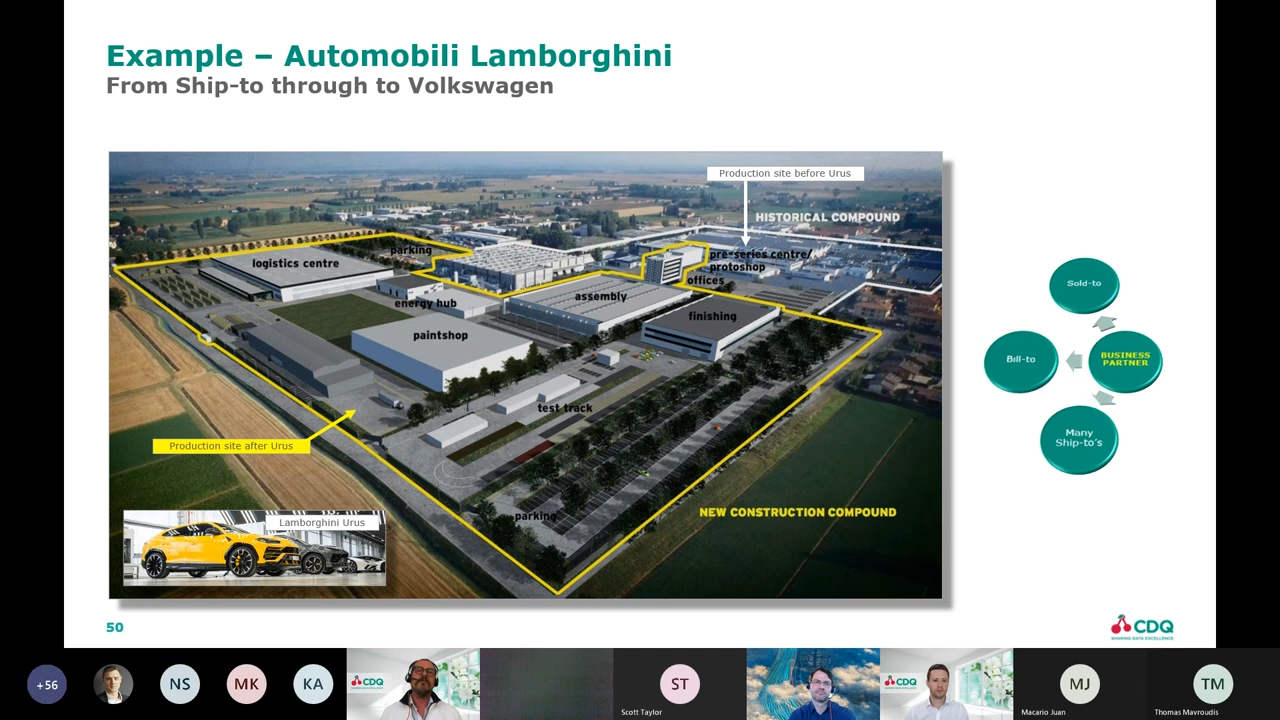 Example – Automobili Lamborghini
From Ship-to through to Volkswagen
Production site before Urus
HISTORICAL COMPOUND
parking
logistics centre
pre-series centre/
protoshop
offices
energy hub
assembly
finishing
paintshop
test track
Production site after Urus
NEW CONSTRUCTION COMPOUND
parking
Lamborghini Urus
Sold-to
Bill-to
BUSINESS
PARTNER
Many
Ship-to's
50
CDQ
SHARING DATA EXCELLENCE
+56
NS
MK
KA
CDQ
ST
Scott Taylor
CDQ
MJ
Macario Juan
TM
Thomas Mavroudis